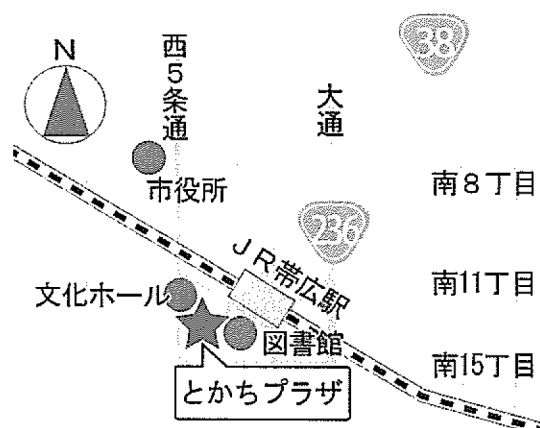 38
N
西5条通
大通
市役所
南8丁目
236
JR帯広駅
文化ホール
南11丁目
図書館
南15丁目
とかちプラザ